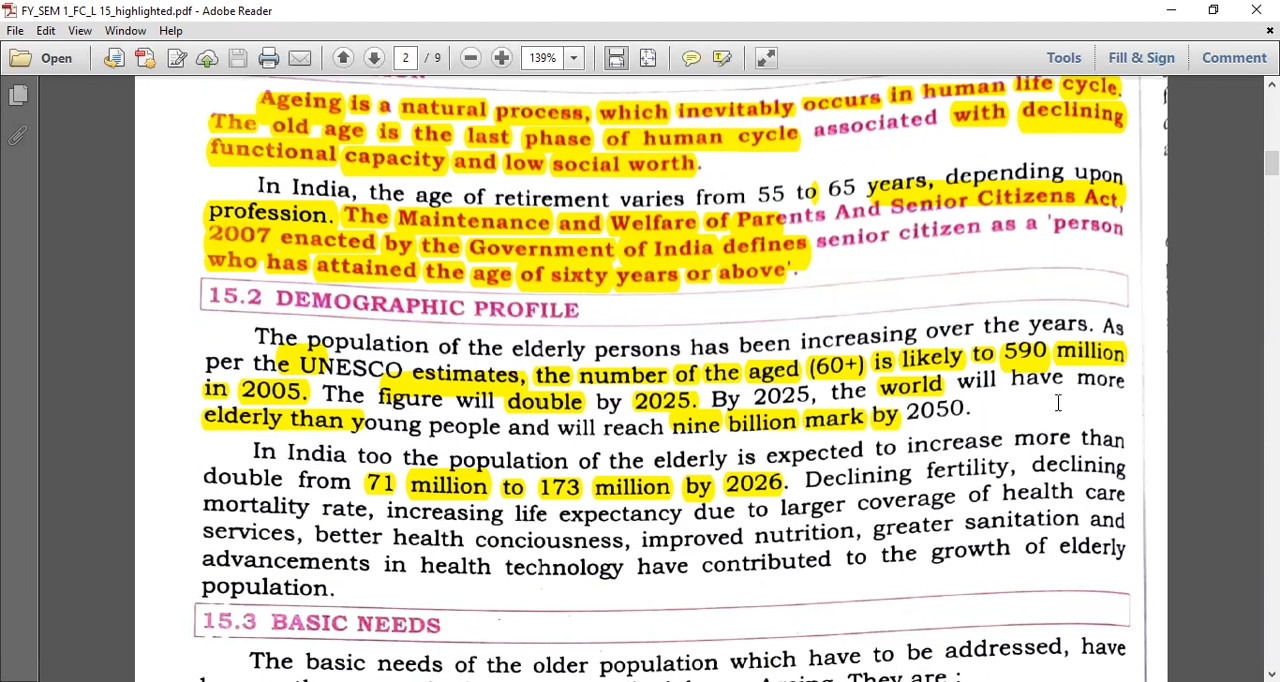 FY_SEM 1_FC_L 15_highlighted.pdf - Adobe Reader
File Edit View Window Help
Open 2 / 9 139% Tools Fill & Sign Comment
Ageing is a natural process, which inevitably occurs in human life cycle.
The old age is the last phase of human cycle associated with declining
functional capacity and low social worth.
In India, the age of retirement varies from 55 to 65 years, depending upon
profession. The Maintenance and Welfare of Parents And Senior Citizens Act,
2007 enacted by the Government of India defines senior citizen as a 'person
who has attained the age of sixty years or above'.
15.2 DEMOGRAPHIC PROFILE
The population of the elderly persons has been increasing over the years. As
per the UNESCO estimates, the number of the aged (60+) is likely to 590 million
in 2005. The figure will double by 2025. By 2025, the world will have more
elderly than young people and will reach nine billion mark by 2050.
In India too the population of the elderly is expected to increase more than
double from 71 million to 173 million by 2026. Declining fertility, declining
mortality rate, increasing life expectancy due to larger coverage of health care
services, better health conciousness, improved nutrition, greater sanitation and
advancements in health technology have contributed to the growth of elderly
population.
15.3 BASIC NEEDS
The basic needs of the older population which have to be addressed, have
Ageing. They are :